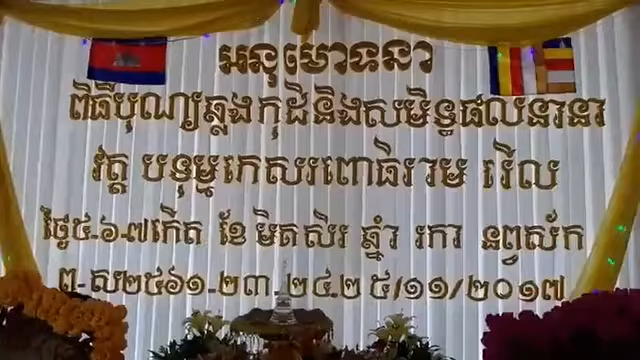 អនុមោទនា
ពិធីបុណ្យឆ្លងកុដិនិងសមិទ្ធផលនានា
វត្ត បទុម្មកេសរពោធិរាម រវើល
ថ្ងៃ៥-៦-៧កើត ខែមិគសិរ ឆ្នាំ រកា នព្វស័ក
ព-ស២៥៦១-២៣.២៤.២៥/១១/២០១៧